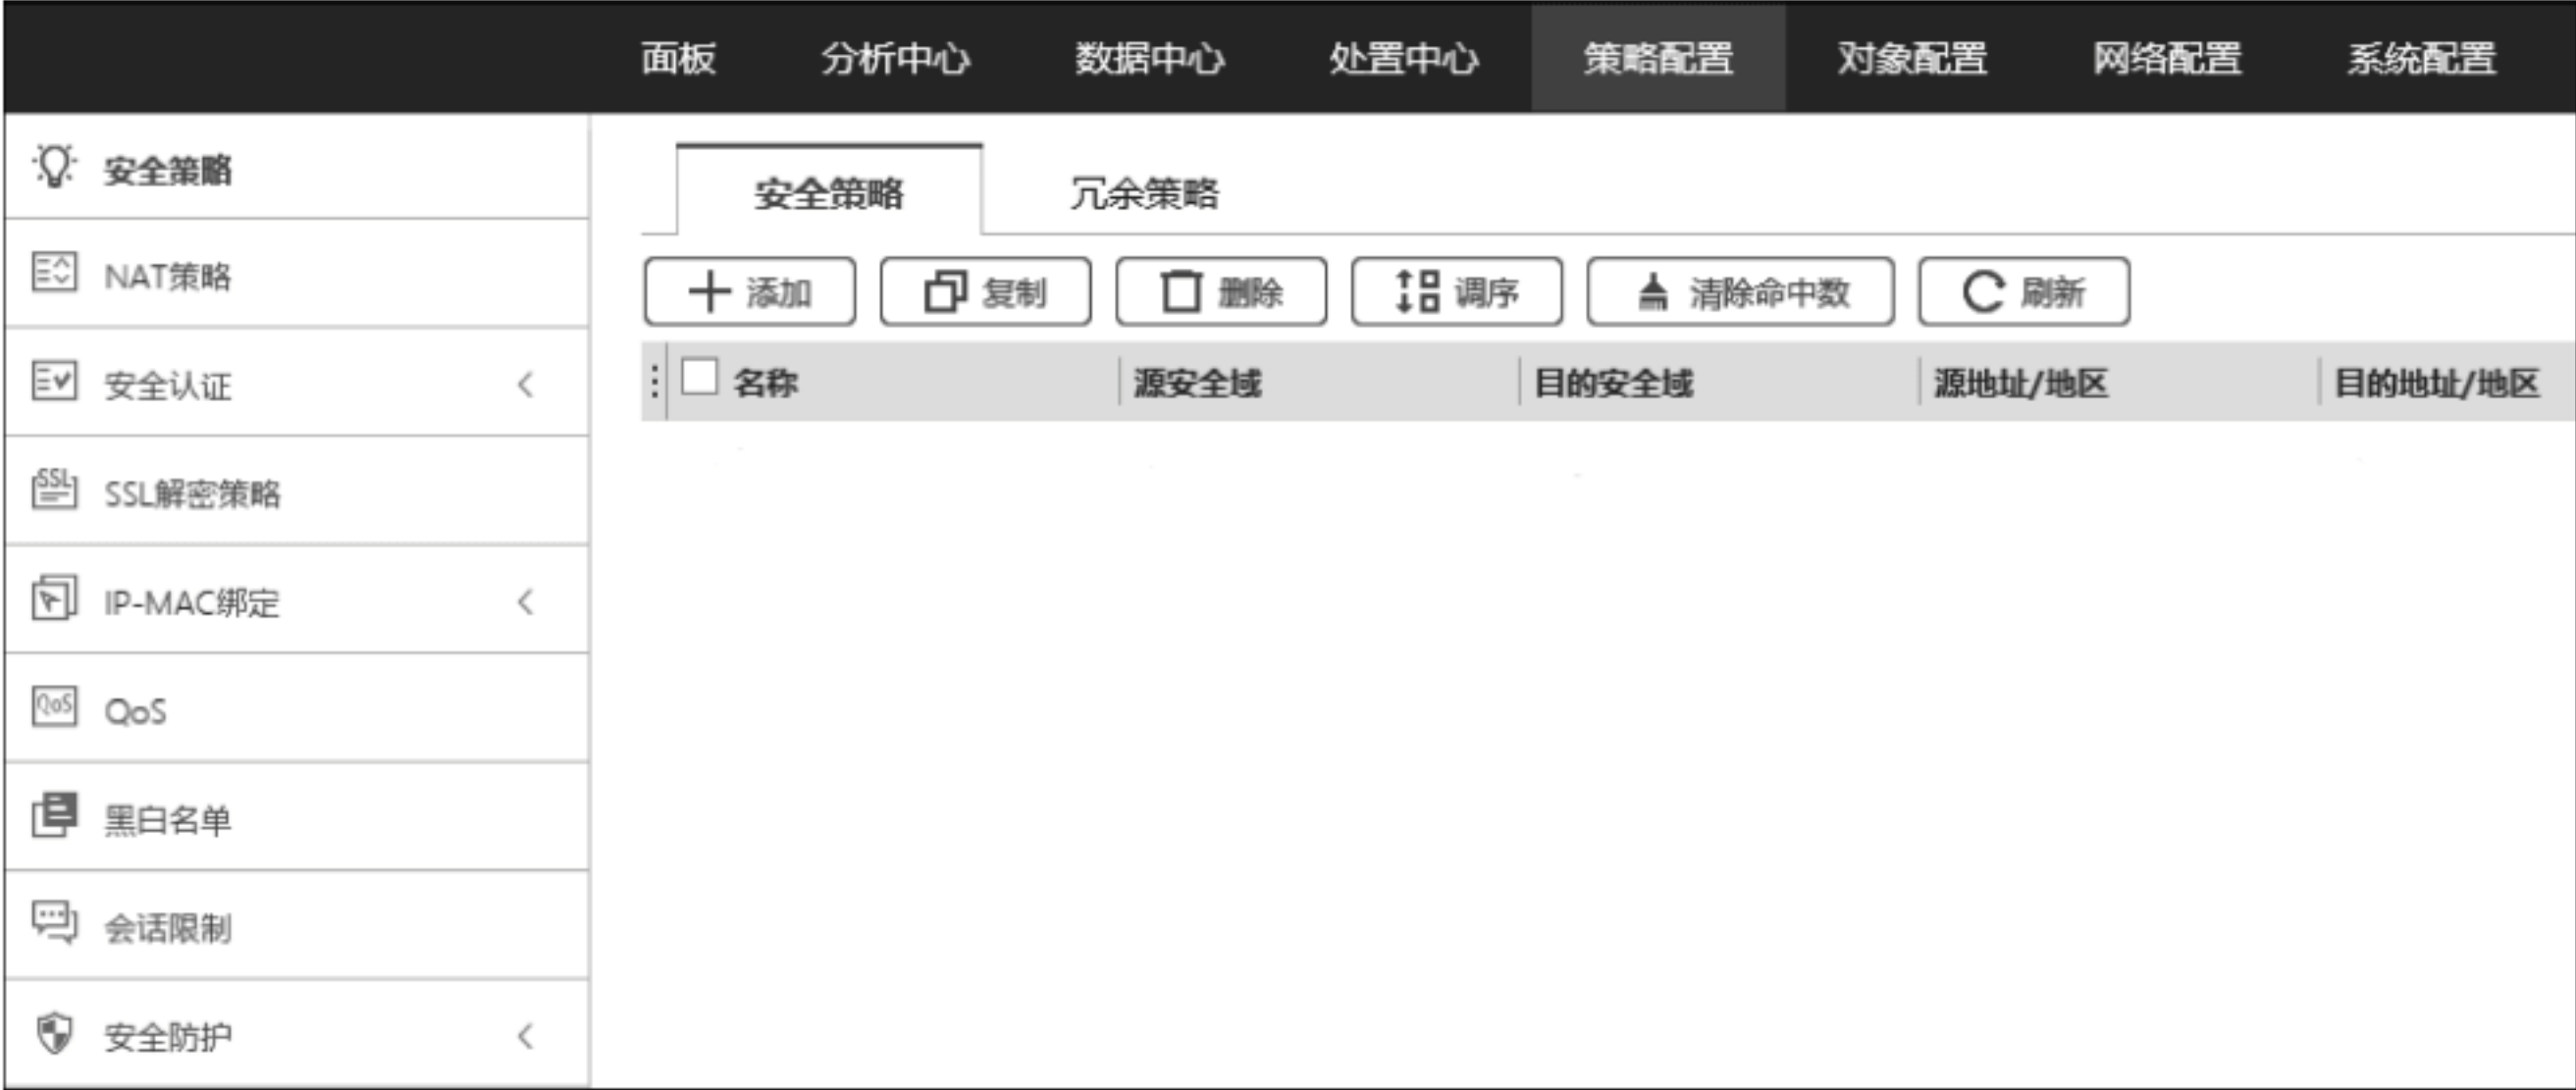 面板 分析中心 数据中心 处置中心 策略配置 对象配置 网络配置 系统配置
安全策略
NAT策略
安全认证
SSL SSL解密策略
IP-MAC绑定
QoS QoS
黑白名单
会话限制
安全防护
安全策略 冗余策略
添加 复制 删除 调序 清除命中数 刷新
名称 源安全域 目的安全域 源地址/地区 目的地址/地区